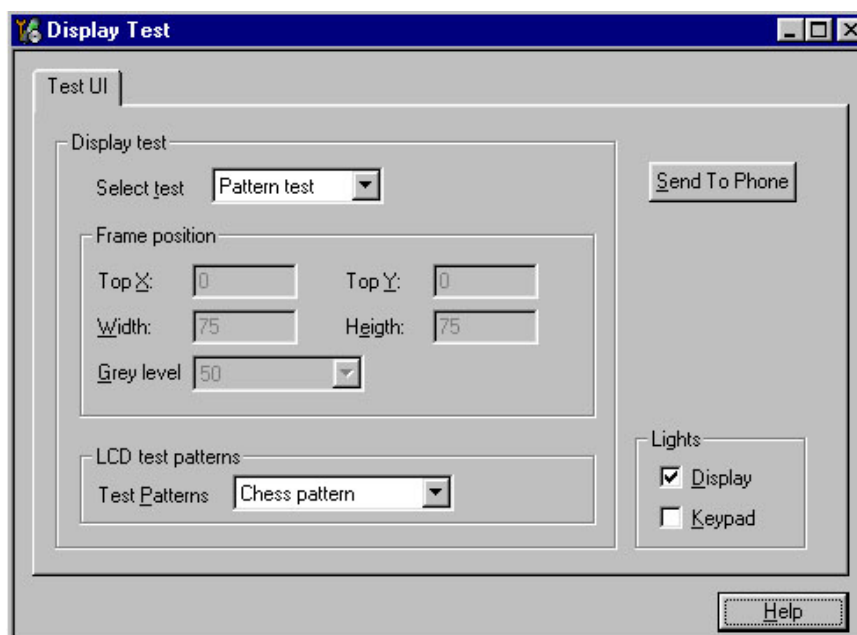 Display Test
Test UI
Display test
Select test Pattern test
Send To Phone
Frame position
Top X: 0 Top Y: 0
Width: 75 Heigth: 75
Grey level 50
LCD test patterns
Test Patterns Chess pattern
Lights
Display
Keypad
Help